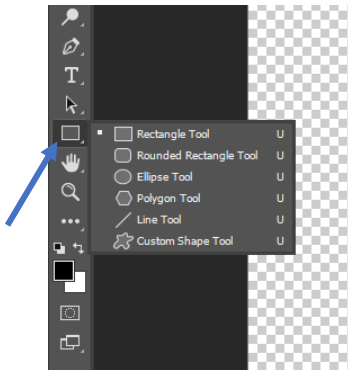 T
Rectangle Tool U
Rounded Rectangle Tool U
Ellipse Tool U
Polygon Tool U
Line Tool U
Custom Shape Tool U